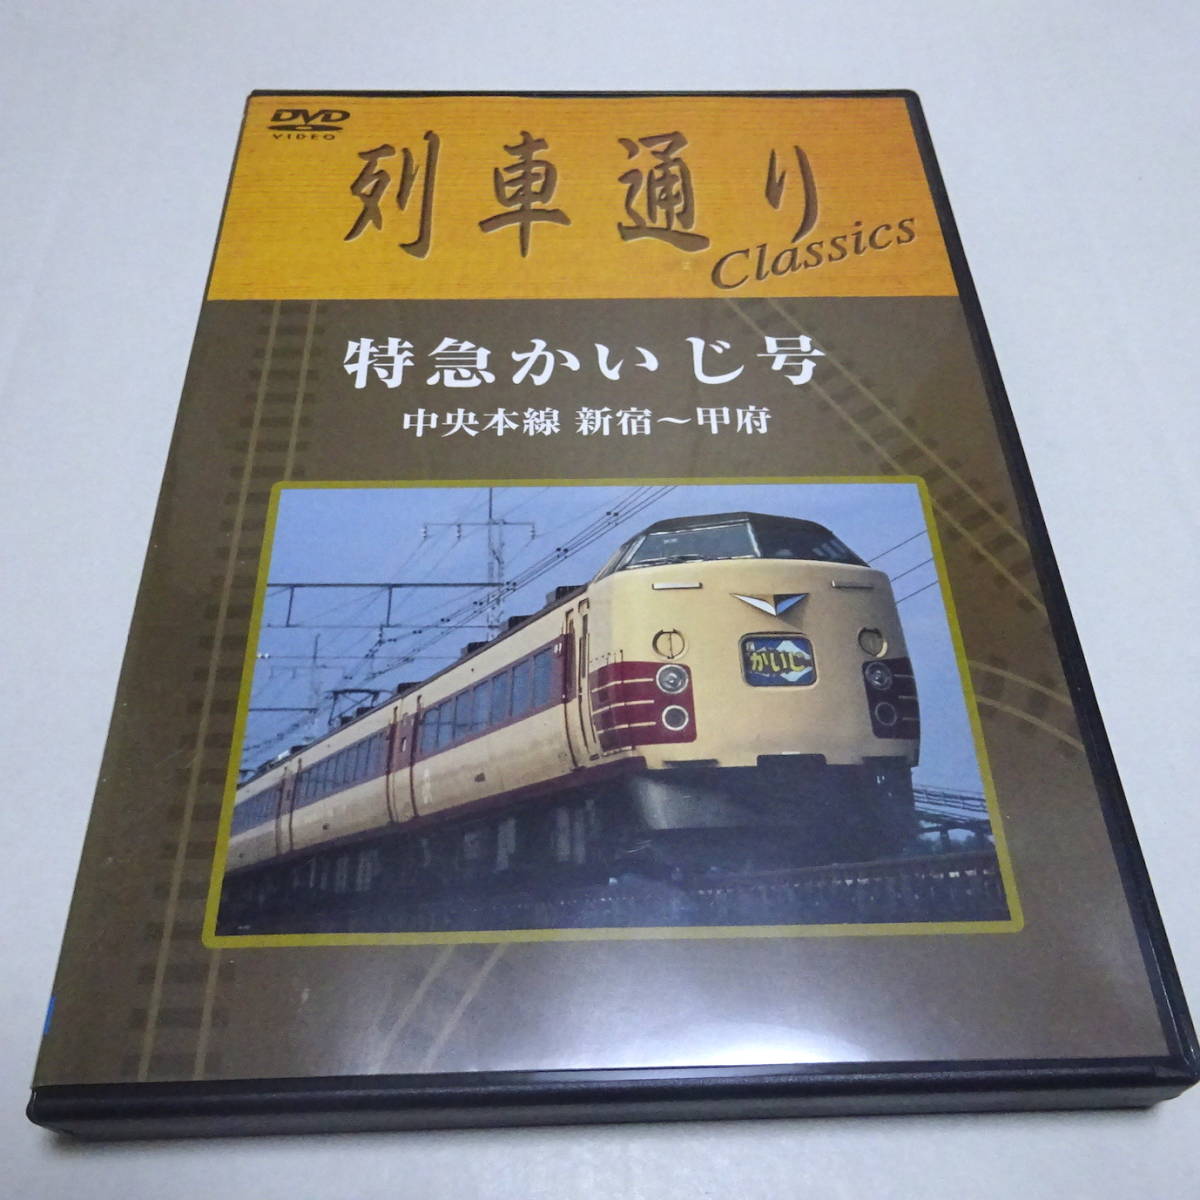 DVD
VIDEO
列車通り
Classics
特急かいじ号
中央本線 新宿～甲府
かいじ